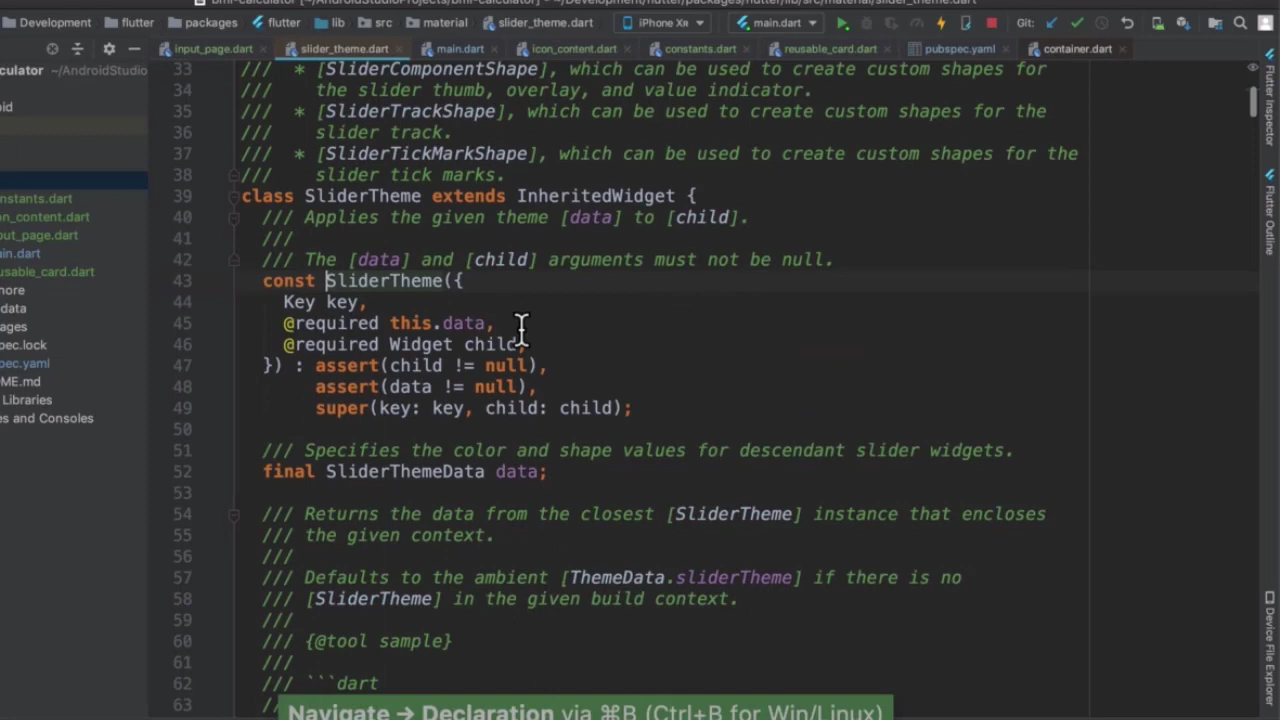 Development flutter packages flutter lib src material slider_theme.dart iPhone Xʀ main.dart Git:
input_page.dart slider_theme.dart main.dart icon_content.dart constants.dart reusable_card.dart pubspec.yaml container.dart
lculator ~/AndroidStudio
oid
nstants.dart
on_content.dart
out_page.dart
ain.dart
usable_card.dart
nore
data
ages
pec.lock
pec.yaml
OME.md
Libraries
es and Consoles
33 /// * [SliderComponentShape], which can be used to create custom shapes for
34 /// the slider thumb, overlay, and value indicator.
35 /// * [SliderTrackShape], which can be used to create custom shapes for the
36 /// slider track.
37 /// * [SliderTickMarkShape], which can be used to create custom shapes for the
38 /// slider tick marks.
39 class SliderTheme extends InheritedWidget {
40 /// Applies the given theme [data] to [child].
41 ///
42 /// The [data] and [child] arguments must not be null.
43 const SliderTheme({
44 Key key,
45 @required this.data,
46 @required Widget child,
47 }) : assert(child != null),
48 assert(data != null),
49 super(key: key, child: child);
50
51 /// Specifies the color and shape values for descendant slider widgets.
52 final SliderThemeData data;
53
54 /// Returns the data from the closest [SliderTheme] instance that encloses
55 /// the given context.
56 ///
57 /// Defaults to the ambient [ThemeData.sliderTheme] if there is no
58 /// [SliderTheme] in the given build context.
59 ///
60 /// {@tool sample}
61 ///
62 /// ```dart
63
Navigate → Declaration via ⌘B (Ctrl+B for Win/Linux)
Flutter Inspector
Flutter Outline
Device File Explorer